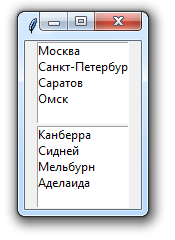 Москва
Санкт-Петербур
Саратов
Омск
Канберра
Сидней
Мельбурн
Аделаида